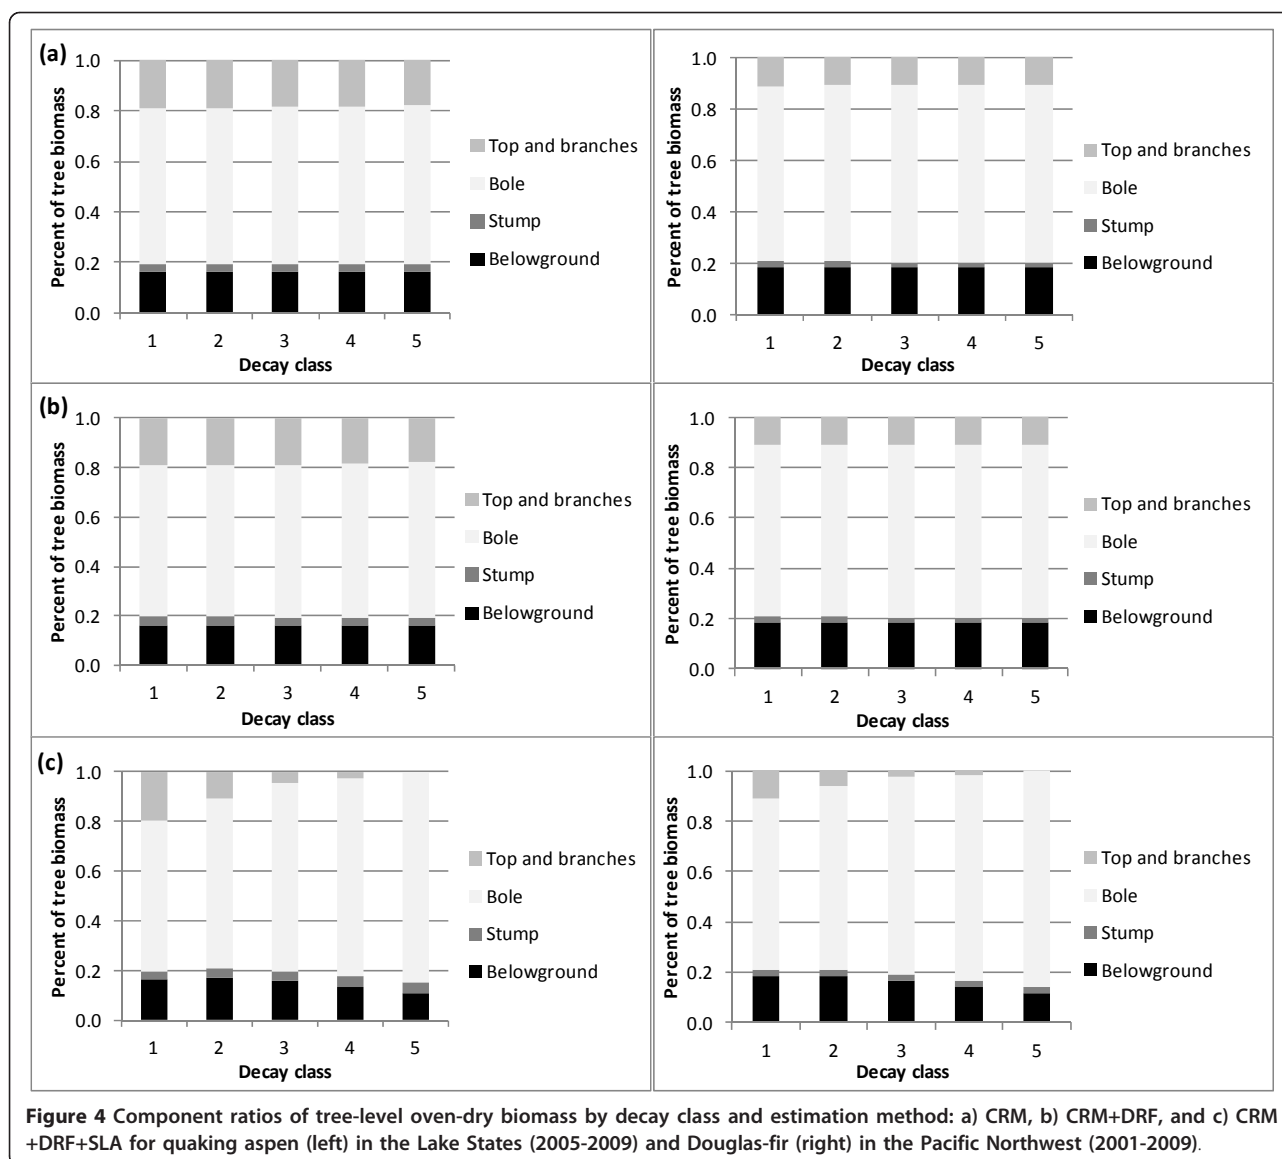 (a)
Percent of tree biomass
1.0
0.8
0.6
0.4
0.2
0.0
1 2 3 4 5
Decay class
Top and branches
Bole
Stump
Belowground
Percent of tree biomass
1.0
0.8
0.6
0.4
0.2
0.0
1 2 3 4 5
Decay class
Top and branches
Bole
Stump
Belowground
(b)
Percent of tree biomass
1.0
0.8
0.6
0.4
0.2
0.0
1 2 3 4 5
Decay class
Top and branches
Bole
Stump
Belowground
Percent of tree biomass
1.0
0.8
0.6
0.4
0.2
0.0
1 2 3 4 5
Decay class
Top and branches
Bole
Stump
Belowground
(c)
Percent of tree biomass
1.0
0.8
0.6
0.4
0.2
0.0
1 2 3 4 5
Decay class
Top and branches
Bole
Stump
Belowground
Percent of tree biomass
1.0
0.8
0.6
0.4
0.2
0.0
1 2 3 4 5
Decay class
Top and branches
Bole
Stump
Belowground
Figure 4 Component ratios of tree-level oven-dry biomass by decay class and estimation method: a) CRM, b) CRM+DRF, and c) CRM
+DRF+SLA for quaking aspen (left) in the Lake States (2005-2009) and Douglas-fir (right) in the Pacific Northwest (2001-2009).